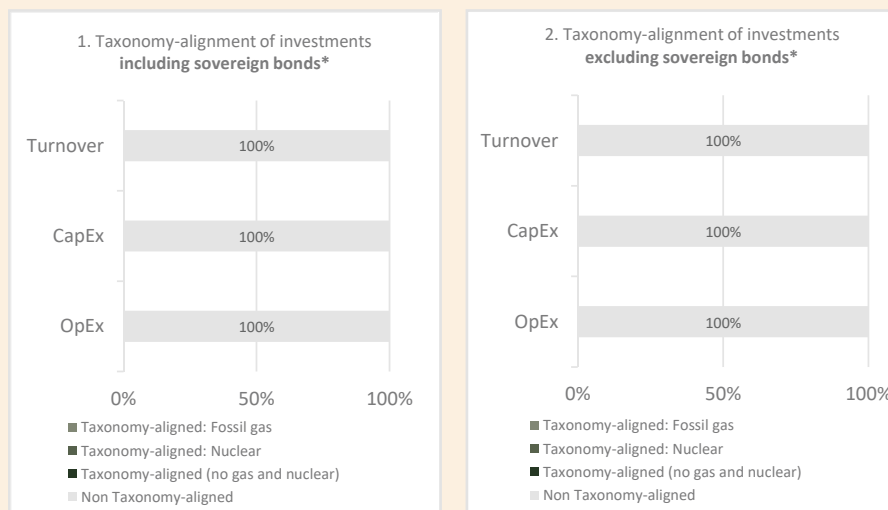 1. Taxonomy-alignment of investments
including sovereign bonds*
Turnover
100%
CapEx
100%
OpEx
100%
0%
50%
100%
Taxonomy-aligned: Fossil gas
Taxonomy-aligned: Nuclear
Taxonomy-aligned (no gas and nuclear)
Non Taxonomy-aligned
2. Taxonomy-alignment of investments
excluding sovereign bonds*
Turnover
100%
CapEx
100%
OpEx
100%
0%
50%
100%
Taxonomy-aligned: Fossil gas
Taxonomy-aligned: Nuclear
Taxonomy-aligned (no gas and nuclear)
Non Taxonomy-aligned